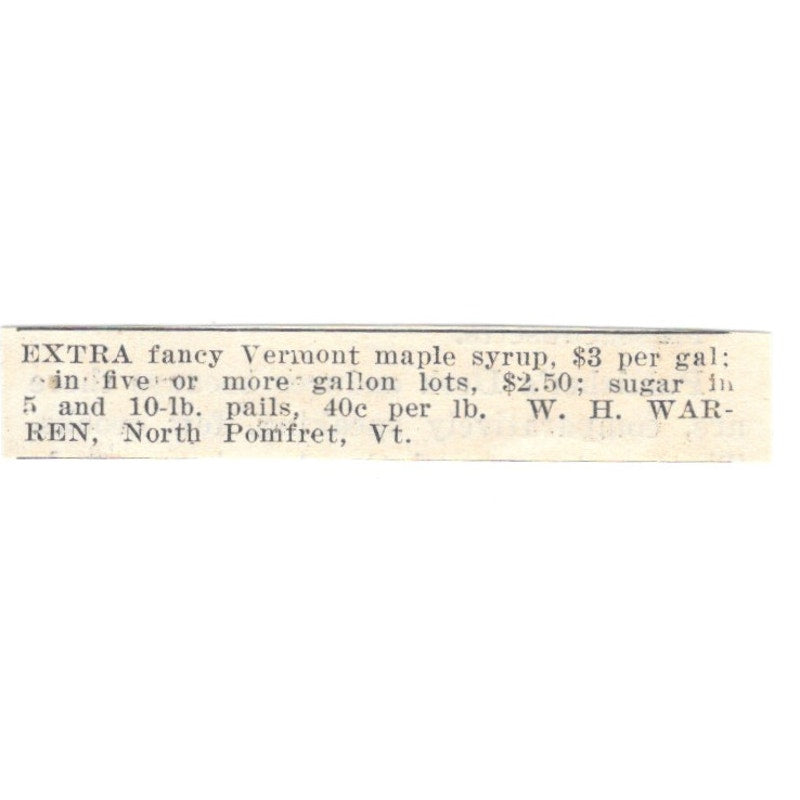 EXTRA fancy Vermont maple syrup, $3 per gal;
in five or more gallon lots, $2.50; sugar in
5 and 10-lb. pails, 40c per lb. W. H. WAR-
REN, North Pomfret, Vt.